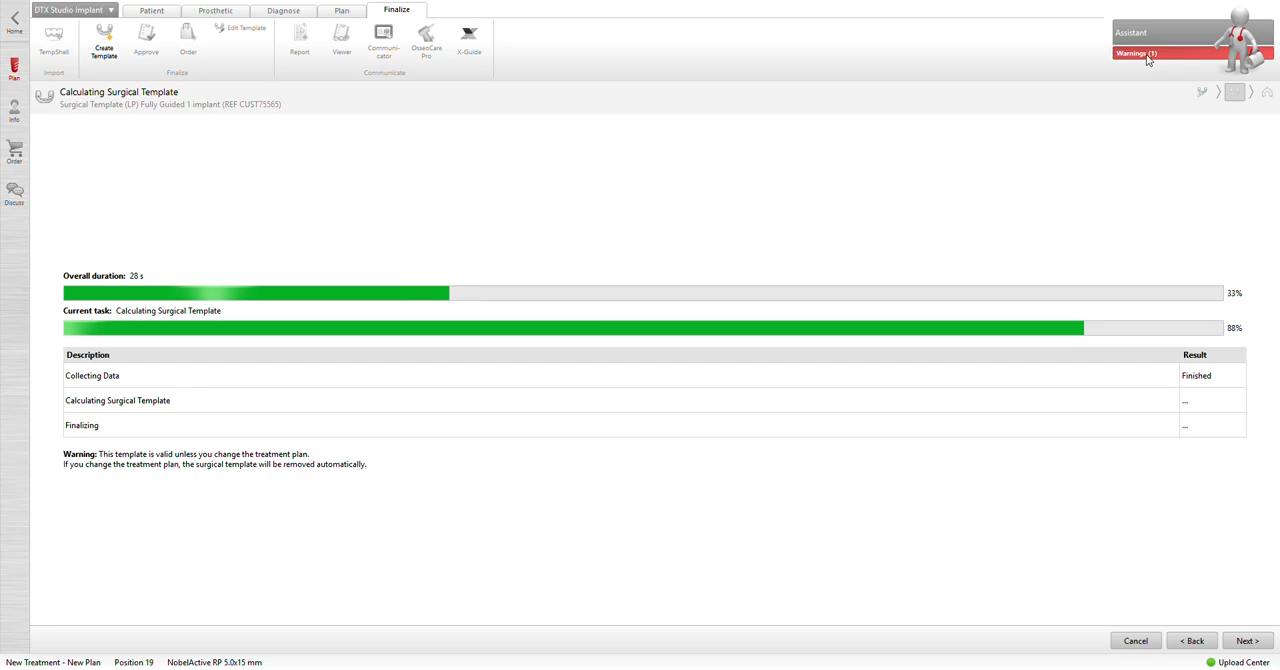 Home
DTX Studio Implant
Patient
Prosthetic
Diagnose
Plan
Finalize
TempShell
Create
Template
Approve
Order
Edit Template
Report
Viewer
Communi-
cator
OsseoCare
Pro
X-Guide
Import
Finalize
Communicate
Assistant
Warnings (1)
Plan
Info
Order
Discuss
Calculating Surgical Template
Surgical Template (LP) Fully Guided 1 implant (REF CUST75565)
Overall duration: 28 s
33%
Current task: Calculating Surgical Template
88%
Description Result
Collecting Data Finished
Calculating Surgical Template ...
Finalizing ...
Warning: This template is valid unless you change the treatment plan.
If you change the treatment plan, the surgical template will be removed automatically.
Cancel < Back Next >
New Treatment - New Plan Position 19 NobelActive RP 5.0x15 mm Upload Center